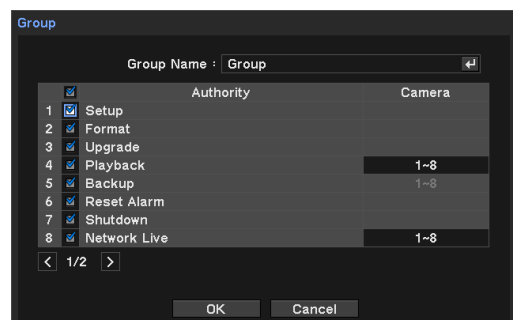 Group
Group Name : Group
Authority Camera
1 Setup
2 Format
3 Upgrade
4 Playback 1~8
5 Backup 1~8
6 Reset Alarm
7 Shutdown
8 Network Live 1~8
< 1/2 >
OK Cancel